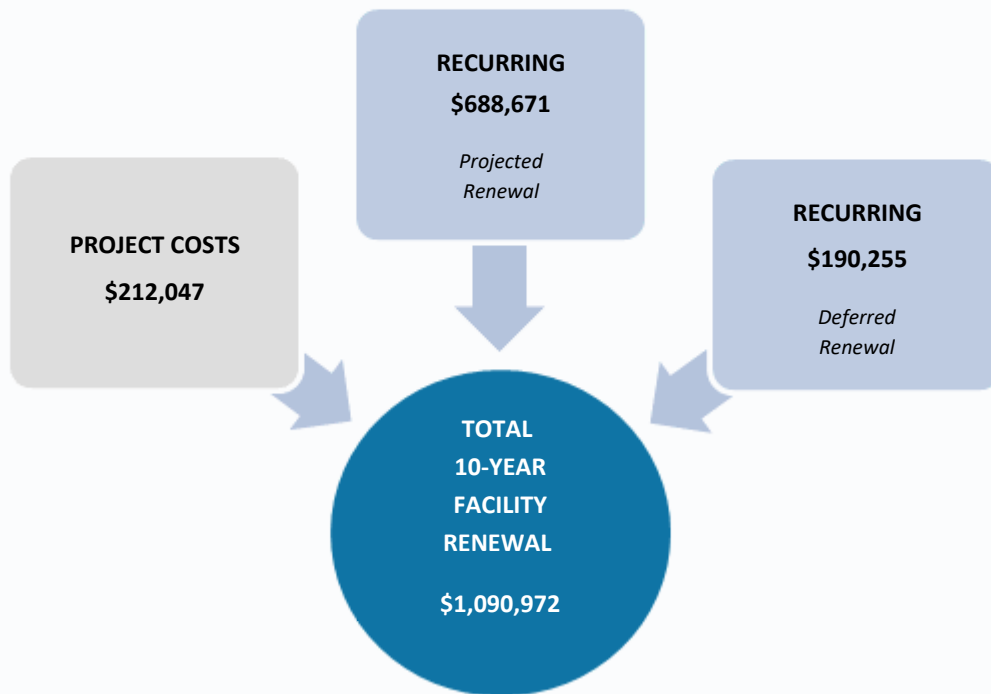 RECURRING
$688,671
Projected
Renewal
PROJECT COSTS
$212,047
RECURRING
$190,255
Deferred
Renewal
TOTAL
10-YEAR
FACILITY
RENEWAL
$1,090,972